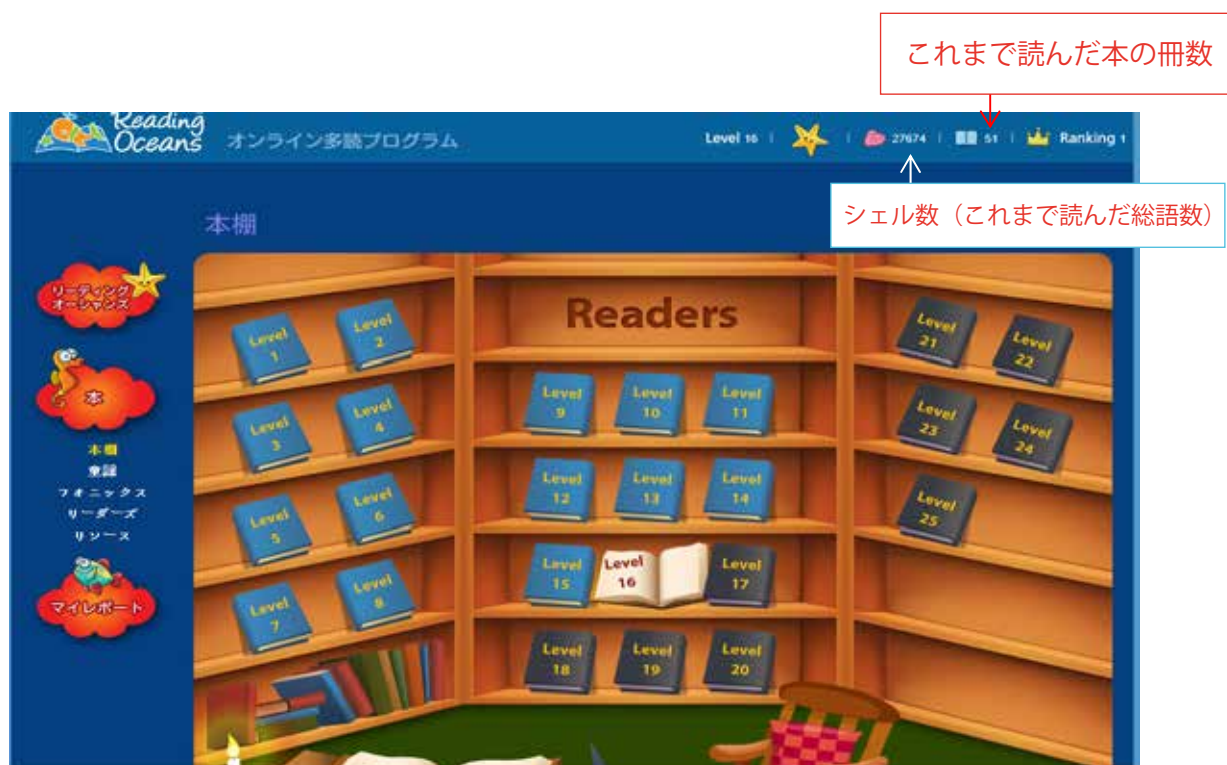 これまで読んだ本の冊数
Reading
Oceans
オンライン多読プログラム
Level 16
27674
51
Ranking 1
シェル数（これまで読んだ総語数）
本棚
リーディング
オーシャンズ
本
本棚
童謡
フォニックス
リーダーズ
リソース
マイレポート
Readers
Level
1
Level
2
Level
3
Level
4
Level
5
Level
6
Level
7
Level
8
Level
9
Level
10
Level
11
Level
12
Level
13
Level
14
Level
15
Level
16
Level
17
Level
18
Level
19
Level
20
Level
21
Level
22
Level
23
Level
24
Level
25